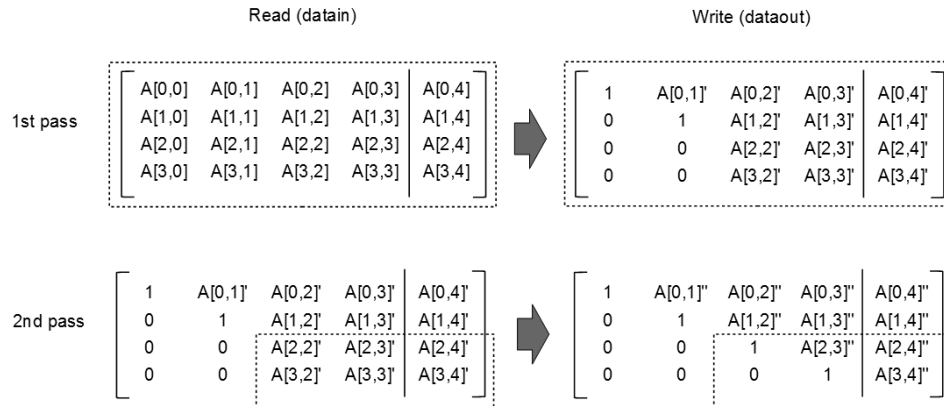 Read (datain) Write (dataout)
A[0,0] A[0,1] A[0,2] A[0,3] A[0,4] 1 A[0,1]' A[0,2]' A[0,3]' A[0,4]'
1st pass A[1,0] A[1,1] A[1,2] A[1,3] A[1,4] 0 1 A[1,2]' A[1,3]' A[1,4]'
A[2,0] A[2,1] A[2,2] A[2,3] A[2,4] 0 0 A[2,2]' A[2,3]' A[2,4]'
A[3,0] A[3,1] A[3,2] A[3,3] A[3,4] 0 0 A[3,2]' A[3,3]' A[3,4]'
1 A[0,1]' A[0,2]' A[0,3]' A[0,4]' 1 A[0,1]'' A[0,2]'' A[0,3]'' A[0,4]''
2nd pass 0 1 A[1,2]' A[1,3]' A[1,4]' 0 1 A[1,2]'' A[1,3]'' A[1,4]''
0 0 A[2,2]' A[2,3]' A[2,4]' 0 0 1 A[2,3]'' A[2,4]''
0 0 A[3,2]' A[3,3]' A[3,4]' 0 0 0 1 A[3,4]''